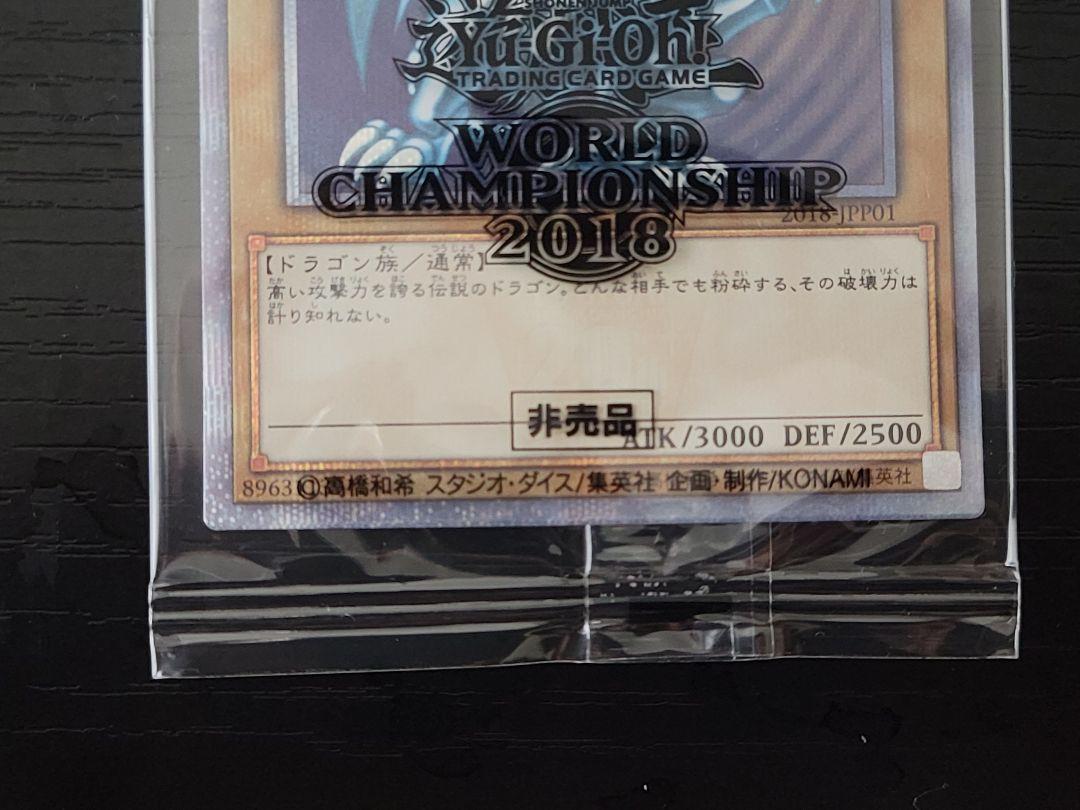 SHONEN JUMP
Yu-Gi-Oh!
TRADING CARD GAME
WORLD
CHAMPIONSHIP
2018
2018-JPP01
【ドラゴン族／通常】
高い攻撃力を誇る伝説のドラゴン。どんな相手でも粉砕する、その破壊力は
計り知れない。
非売品
ATK/3000 DEF/2500
8963
©高橋和希 スタジオ・ダイス/集英社 企画・制作/KONAMI
英社